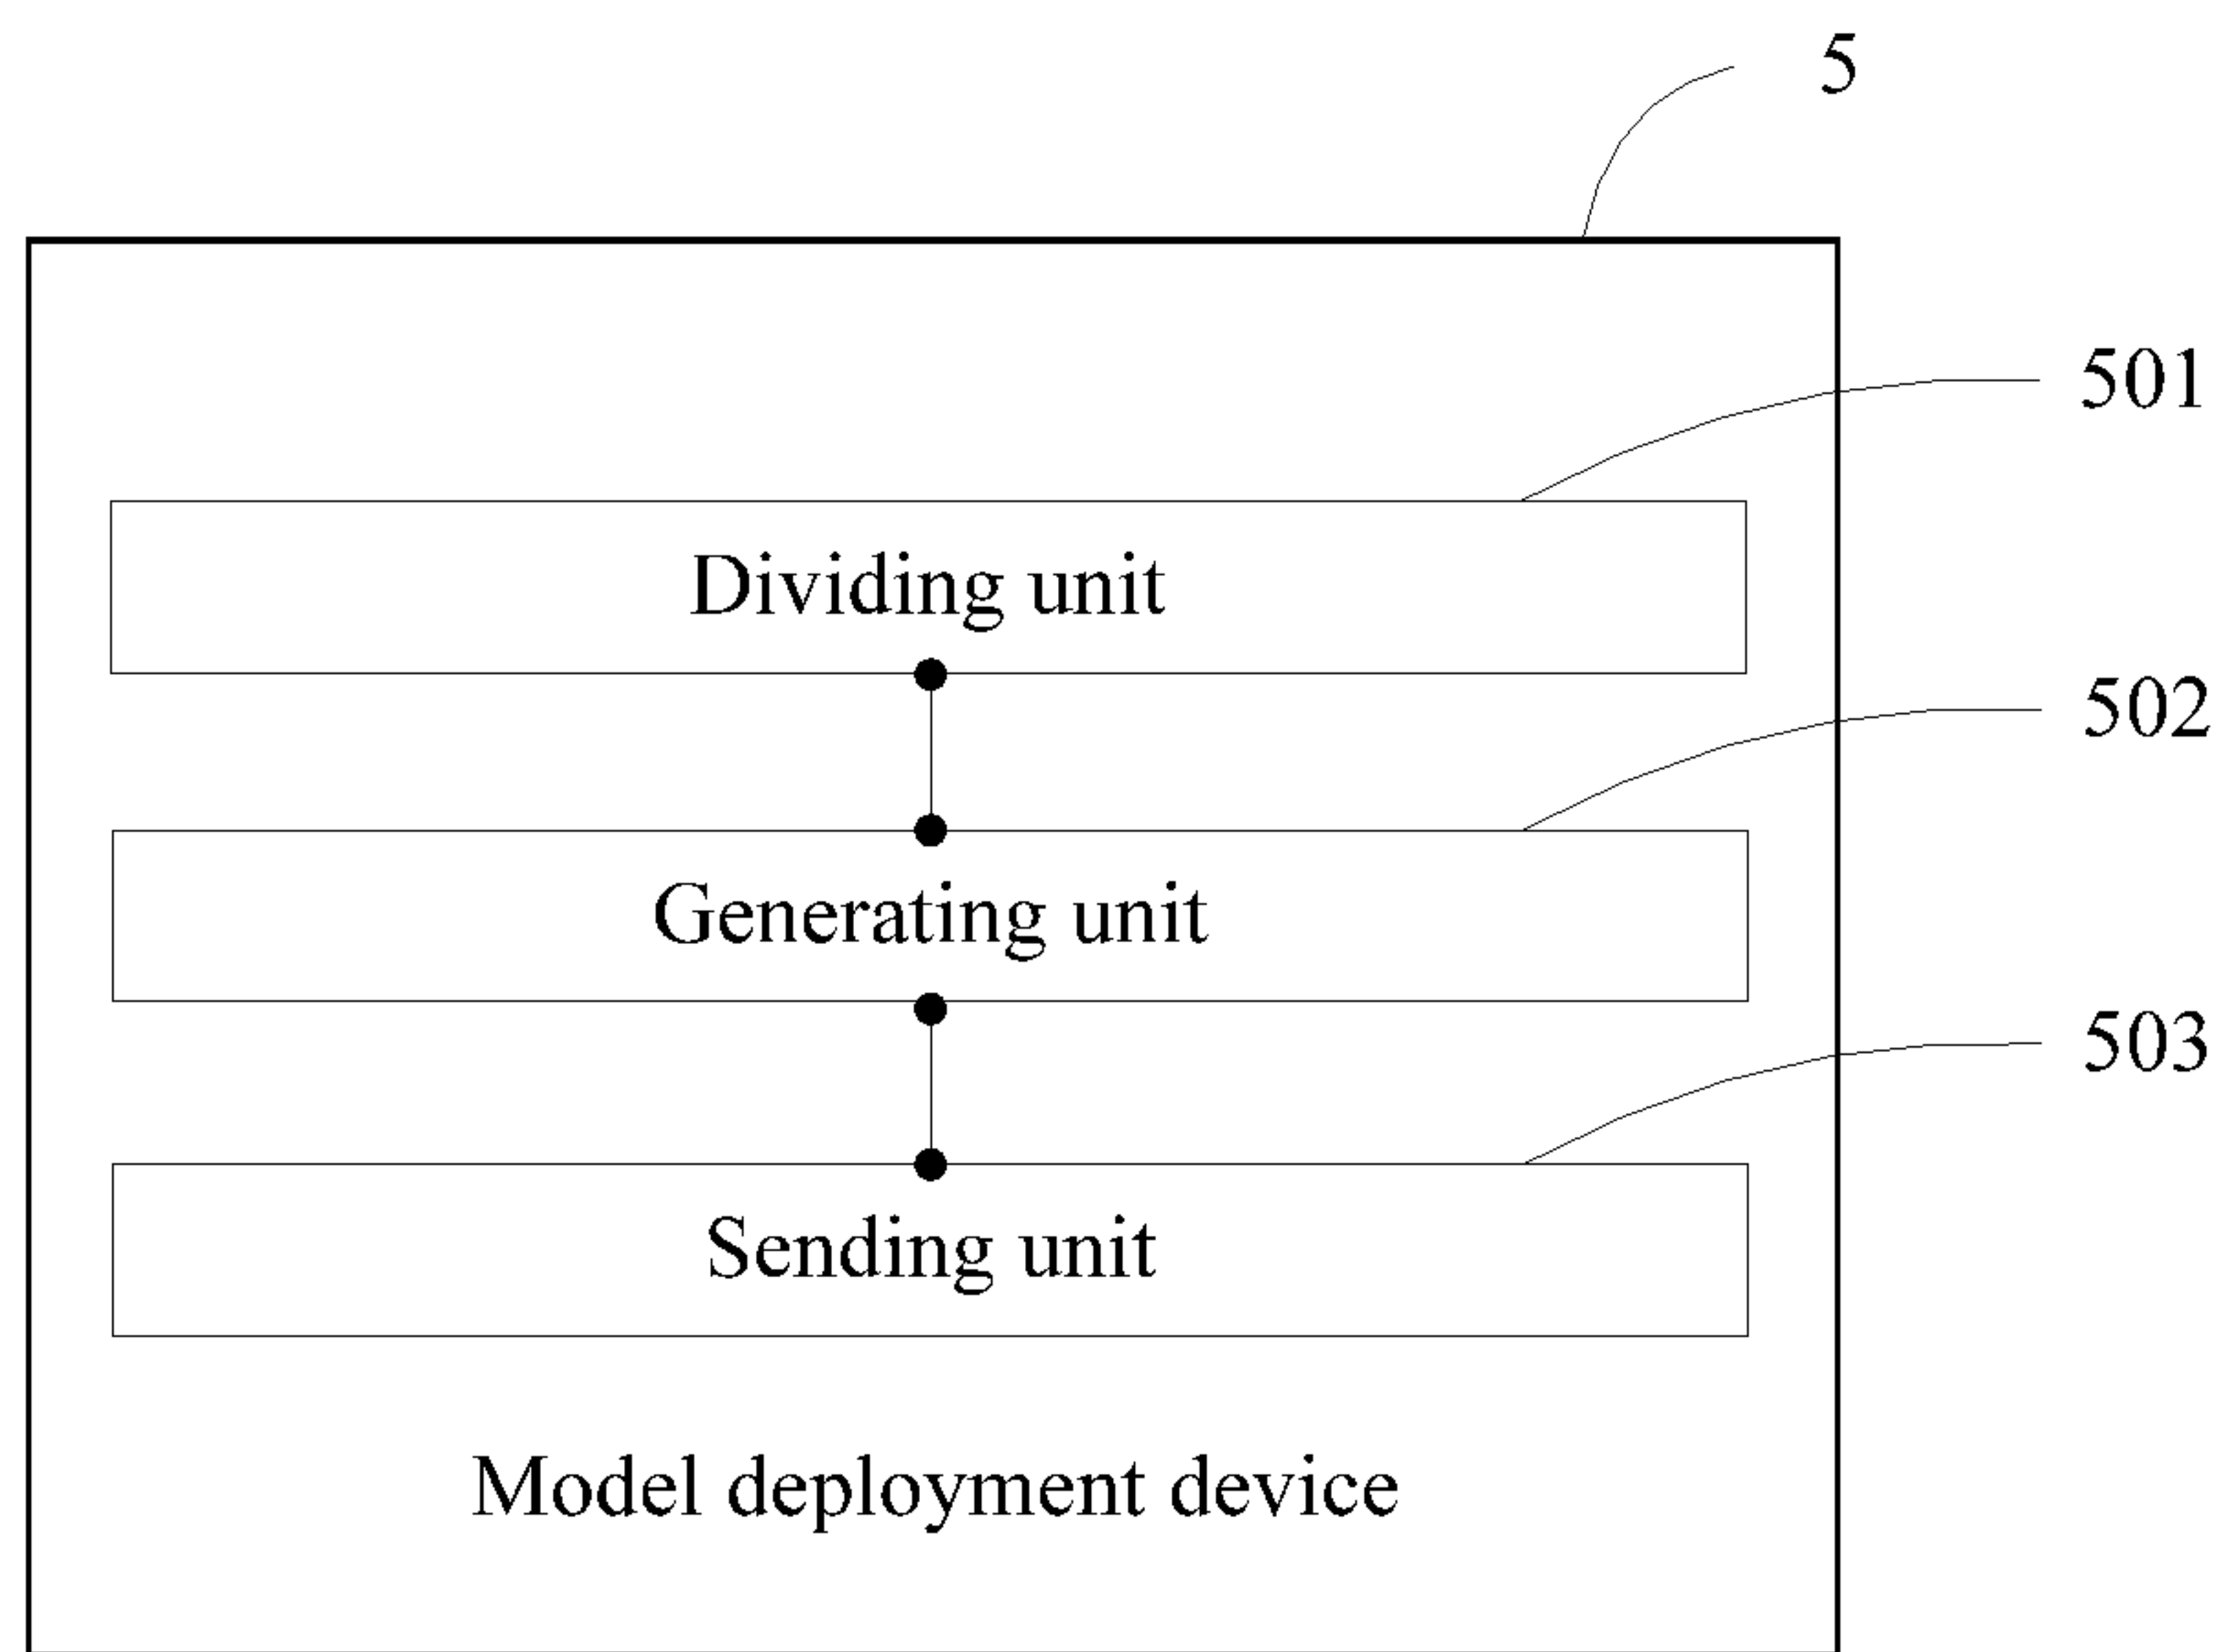 5
501
Dividing unit
502
Generating unit
503
Sending unit
Model deployment device